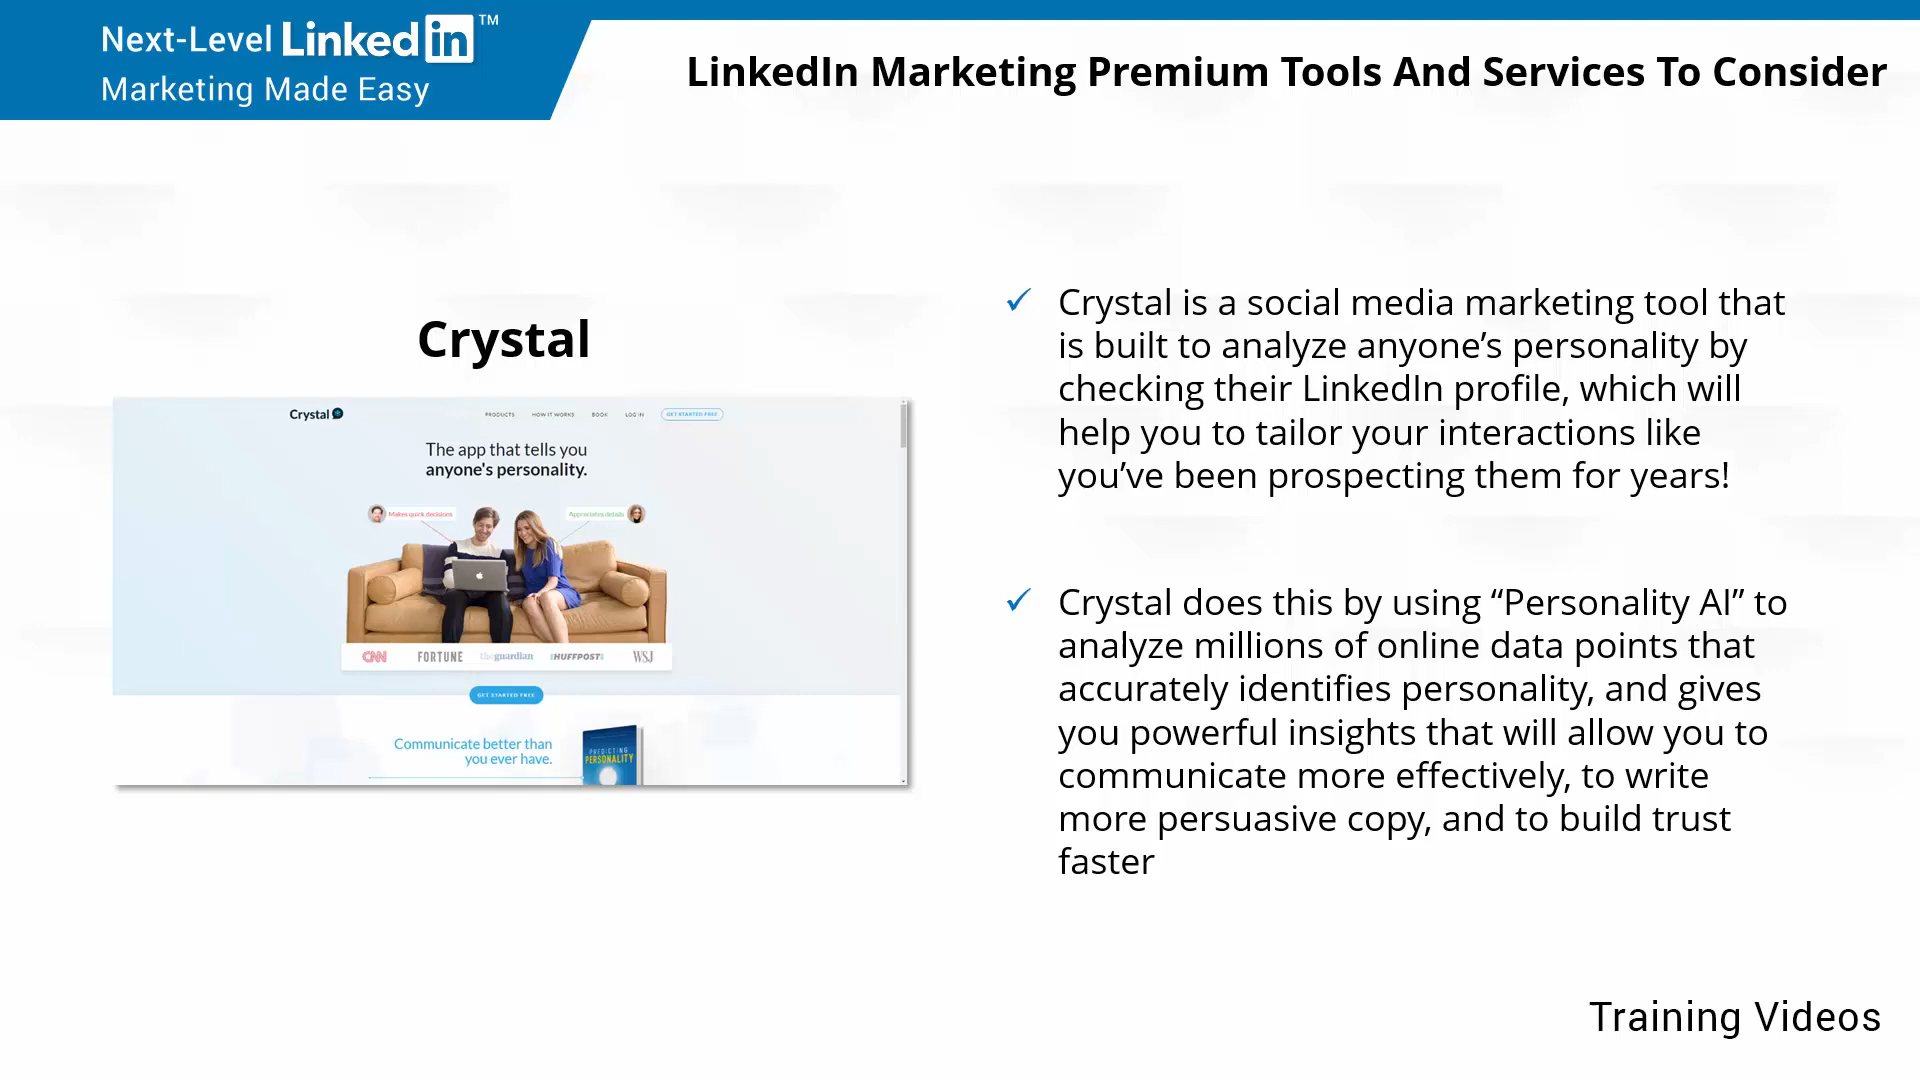 Next-Level Linked in ™
Marketing Made Easy
LinkedIn Marketing Premium Tools And Services To Consider
Crystal
Crystal
PRODUCTS HOW IT WORKS BOOK LOG IN GET STARTED FREE
The app that tells you
anyone's personality.
Makes quick decisions
Appreciates details
CNN FORTUNE theguardian HUFFPOST WSJ
GET STARTED FREE
Communicate better than
you ever have.
PREDICTING
PERSONALITY
✓ Crystal is a social media marketing tool that
is built to analyze anyone’s personality by
checking their LinkedIn profile, which will
help you to tailor your interactions like
you’ve been prospecting them for years!
✓ Crystal does this by using “Personality AI” to
analyze millions of online data points that
accurately identifies personality, and gives
you powerful insights that will allow you to
communicate more effectively, to write
more persuasive copy, and to build trust
faster
Training Videos